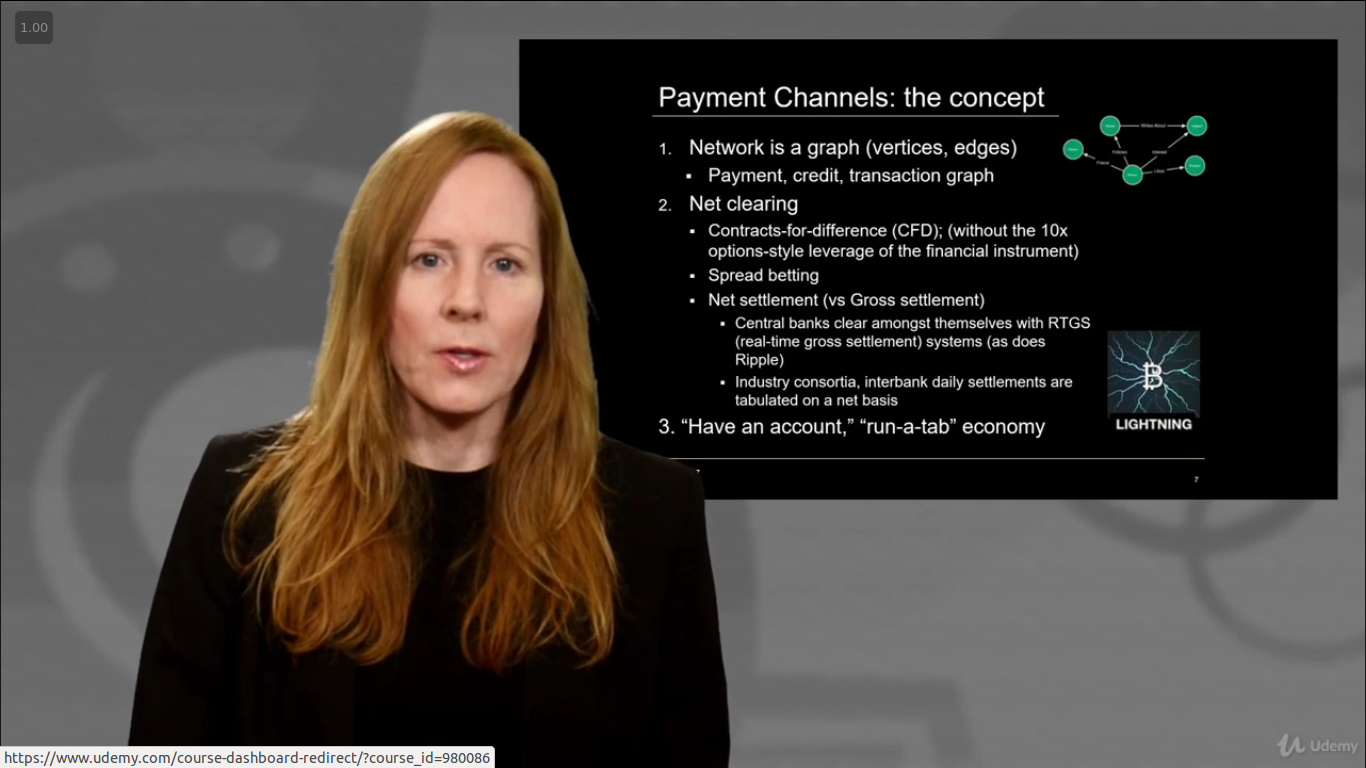 1.00
Payment Channels: the concept
1. Network is a graph (vertices, edges)
▪ Payment, credit, transaction graph
2. Net clearing
▪ Contracts-for-difference (CFD); (without the 10x
options-style leverage of the financial instrument)
▪ Spread betting
▪ Net settlement (vs Gross settlement)
▪ Central banks clear amongst themselves with RTGS
(real-time gross settlement) systems (as does
Ripple)
▪ Industry consortia, interbank daily settlements are
tabulated on a net basis
3. “Have an account,” “run-a-tab” economy
LIGHTNING
7
Udemy
https://www.udemy.com/course-dashboard-redirect/?course_id=980086